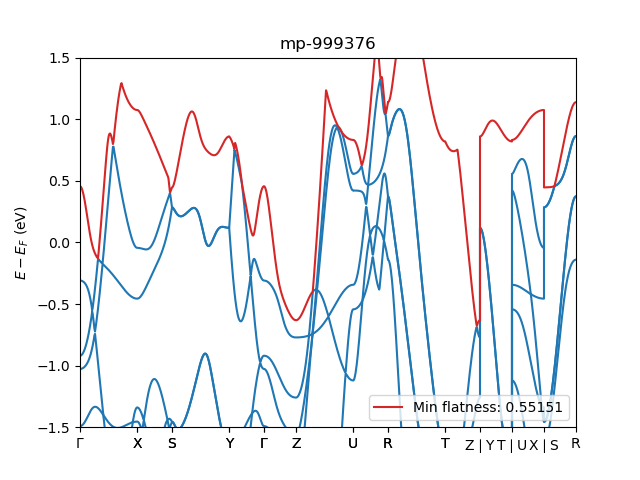 mp-999376
E − E_F (eV)
1.5
1.0
0.5
0.0
−0.5
−1.0
−1.5
Min flatness: 0.55151
Γ X S Y Γ Z U R T Z | Y T | U X | S R